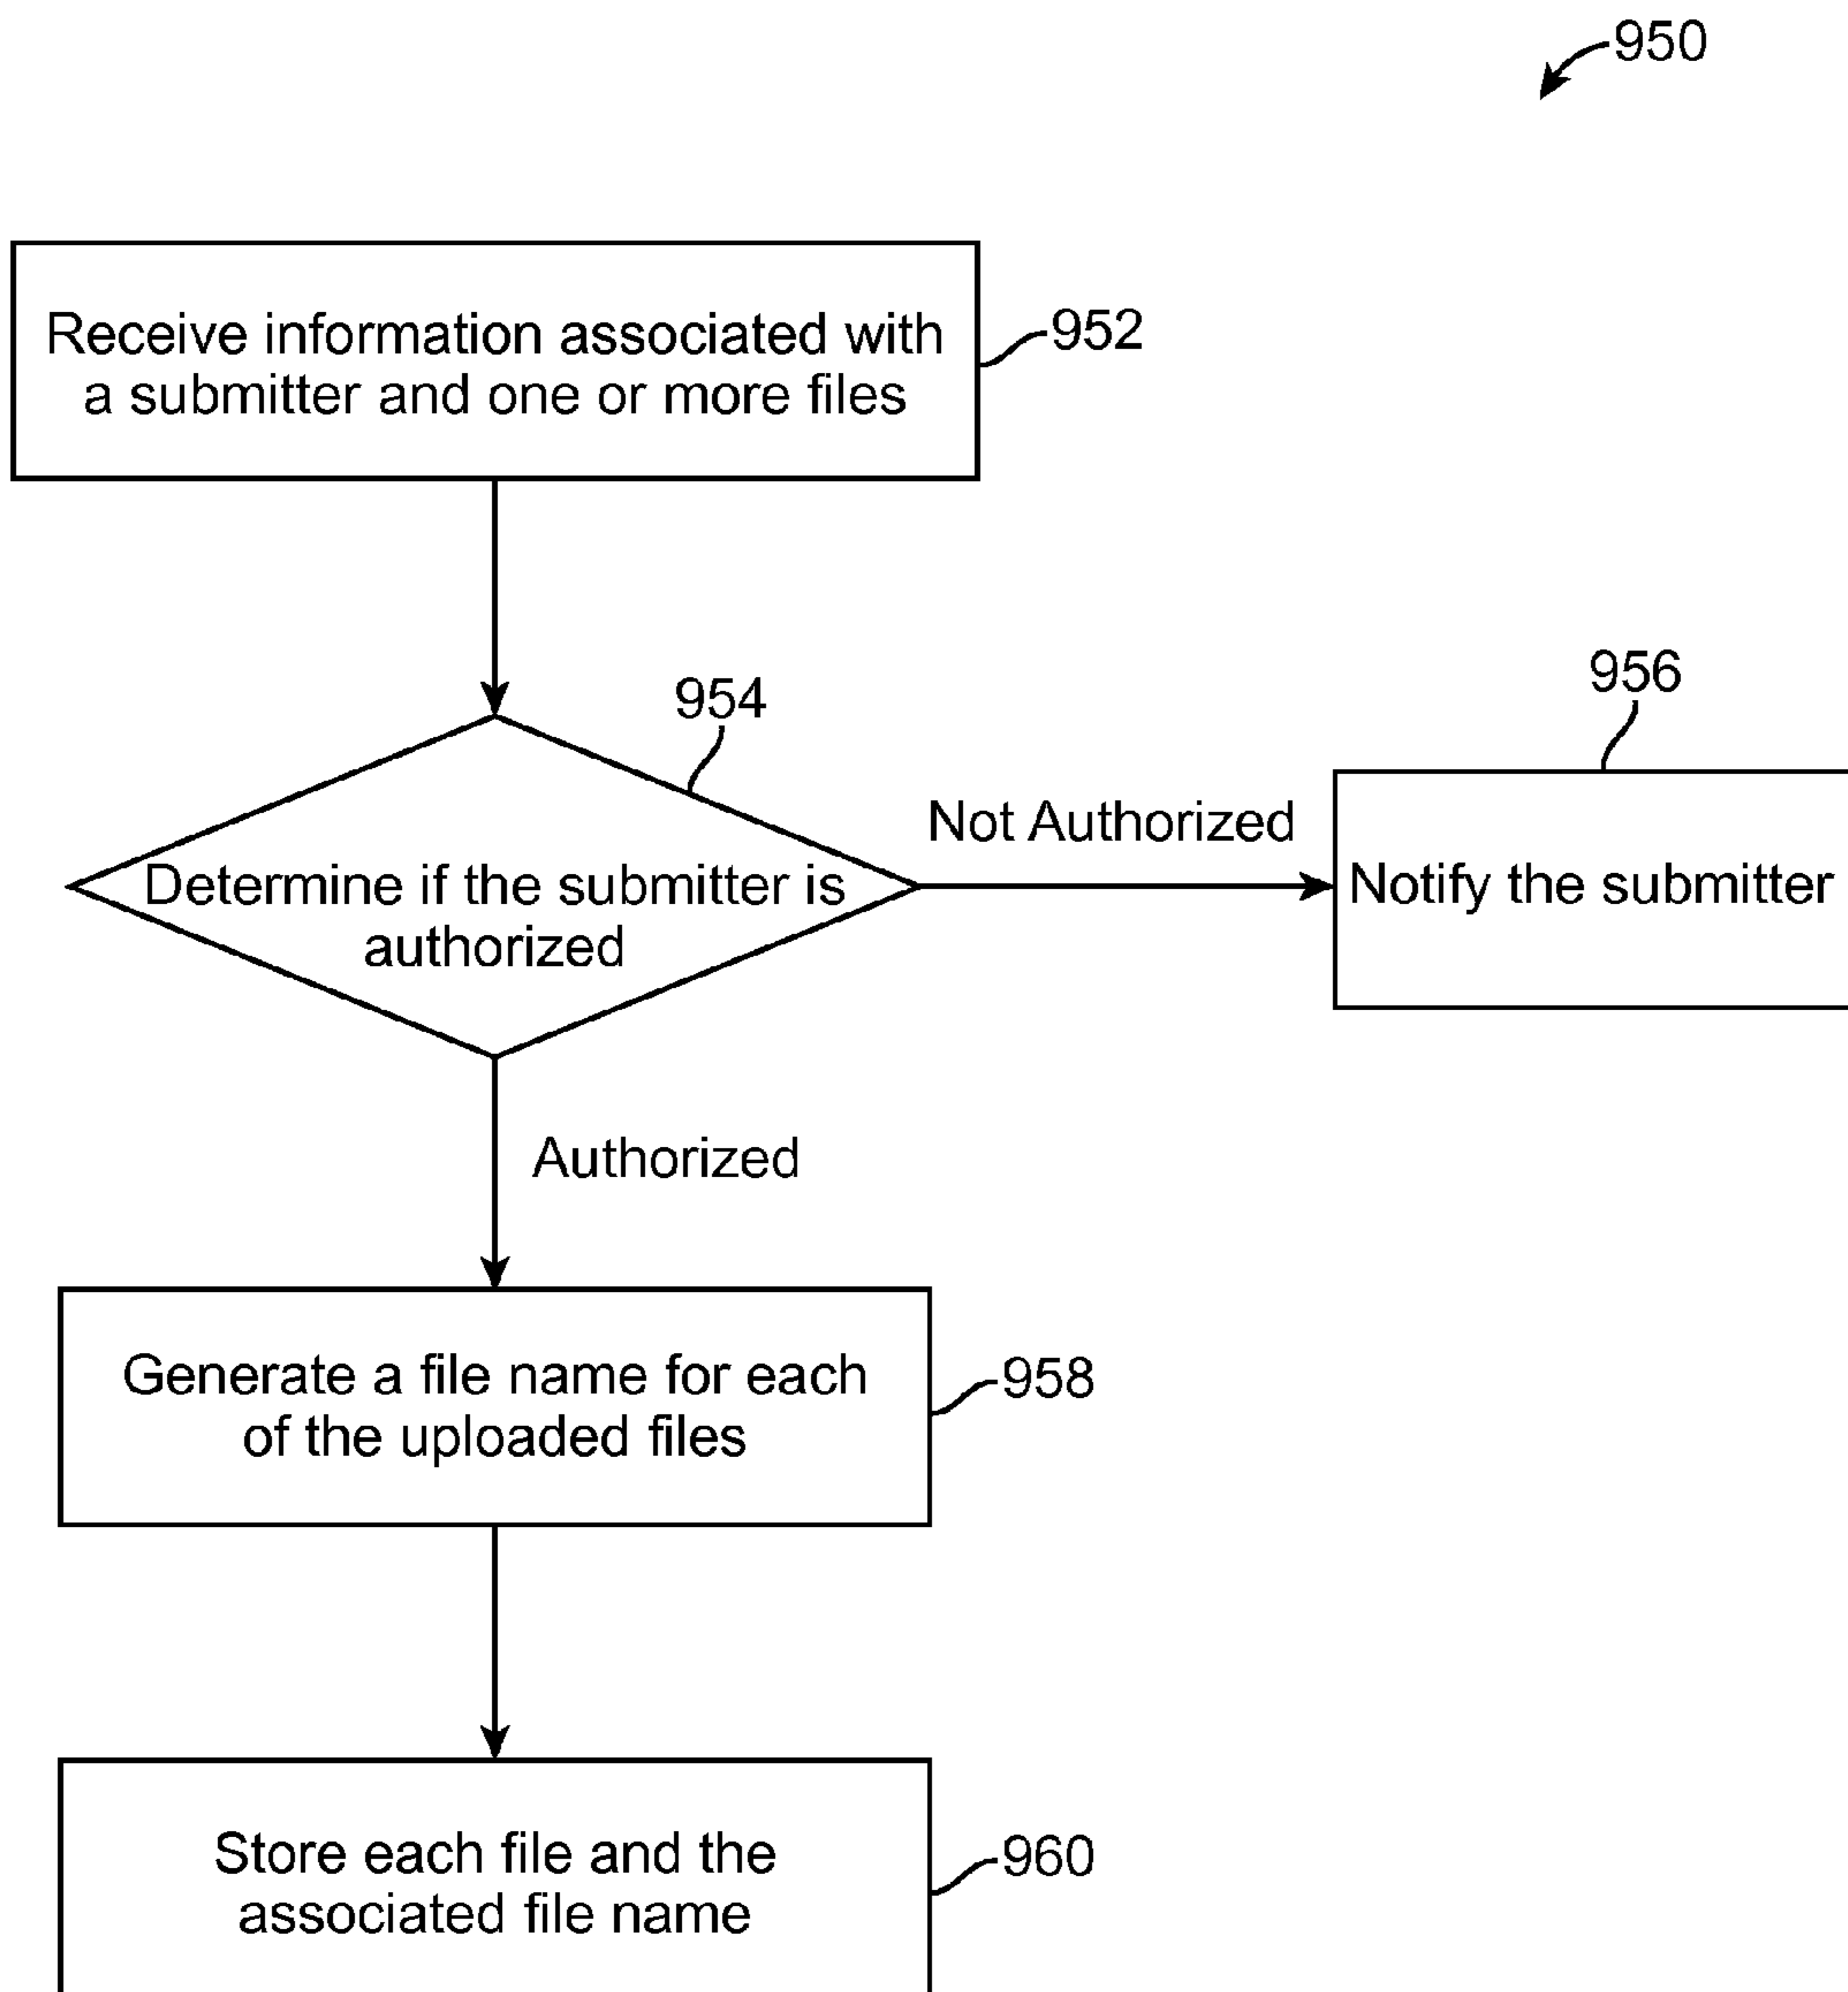 950
Receive information associated with
a submitter and one or more files
952
954
956
Not Authorized
Determine if the submitter is
authorized
Notify the submitter
Authorized
Generate a file name for each
of the uploaded files
958
Store each file and the
associated file name
960